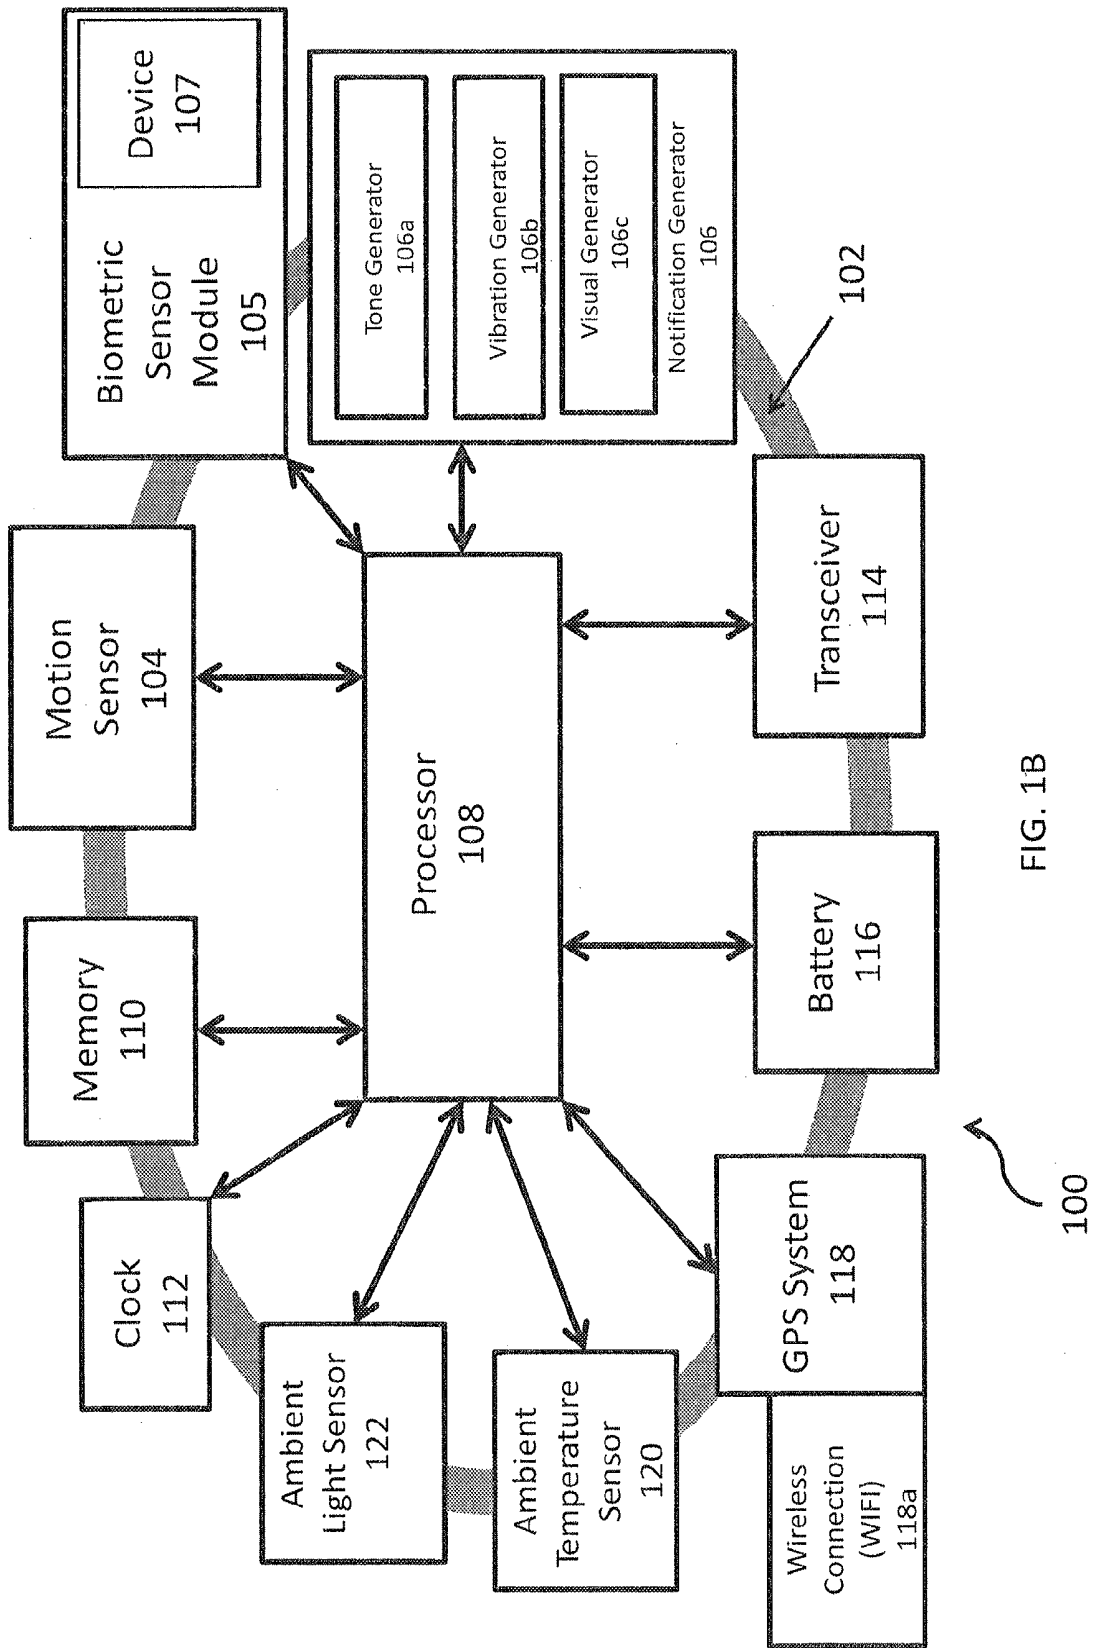 Clock
112
Memory
110
Motion
Sensor
104
Biometric
Sensor
Module
105
Device
107
Ambient
Light Sensor
122
Ambient
Temperature
Sensor
120
Processor
108
Tone Generator
106a
Vibration Generator
106b
Visual Generator
106c
Notification Generator
106
Wireless
Connection
(WIFI)
118a
GPS System
118
Battery
116
Transceiver
114
102
100
FIG. 1B